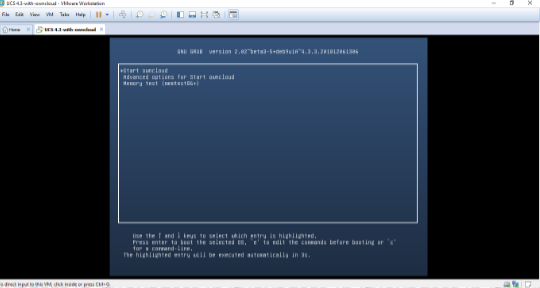 UCS 4.3-with-owncloud - VMware Workstation
File Edit View VM Tabs Help
Home
UCS 4.3-with-owncloud
GNU GRUB version 2.02~beta3-5+deb9u1A~4.3.3.201812061306
*Start owncloud
Advanced options for Start owncloud
Memory test (memtest86+)
Use the ↑ and ↓ keys to select which entry is highlighted.
Press enter to boot the selected OS, `e' to edit the commands before booting or `c'
for a command-line.
The highlighted entry will be executed automatically in 3s.
direct input to this VM, click inside or press Ctrl+G.